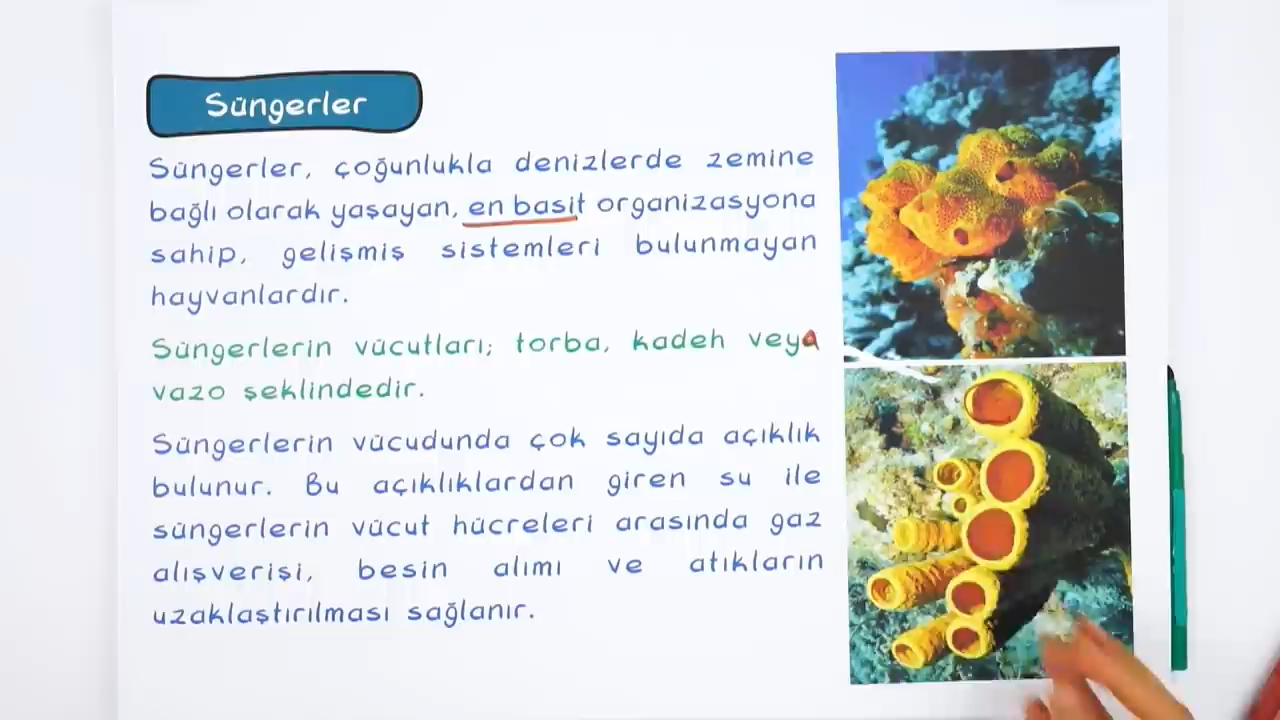 Süngerler
Süngerler, çoğunlukla denizlerde zemine
bağlı olarak yaşayan, en basit organizasyona
sahip, gelişmiş sistemleri bulunmayan
hayvanlardır.
Süngerlerin vücutları; torba, kadeh veya
vazo şeklindedir.
Süngerlerin vücudunda çok sayıda açıklık
bulunur. Bu açıklıklardan giren su ile
süngerlerin vücut hücreleri arasında gaz
alışverişi, besin alımı ve atıkların
uzaklaştırılması sağlanır.